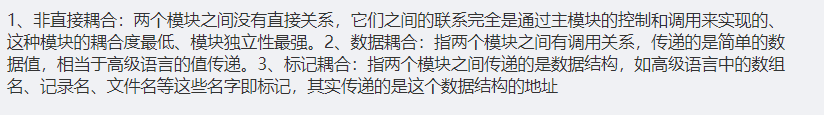 1、非直接耦合：两个模块之间没有直接关系，它们之间的联系完全是通过主模块的控制和调用来实现的、
这种模块的耦合度最低、模块独立性最强。2、数据耦合：指两个模块之间有调用关系，传递的是简单的数
据值，相当于高级语言的值传递。3、标记耦合：指两个模块之间传递的是数据结构，如高级语言中的数组
名、记录名、文件名等这些名字即标记，其实传递的是这个数据结构的地址